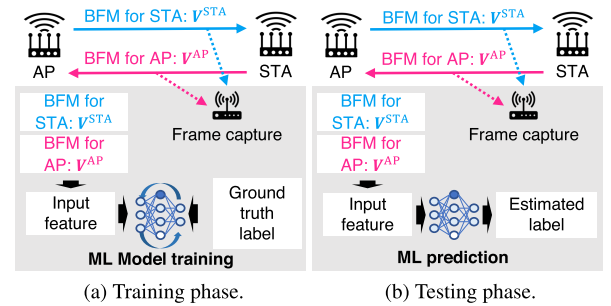 BFM for STA: V^STA
AP
BFM for AP: V^AP
STA
BFM for
STA: V^STA
BFM for
AP: V^AP
Frame capture
Input
feature
Ground
truth
label
ML Model training
(a) Training phase.
BFM for STA: V^STA
AP
BFM for AP: V^AP
STA
BFM for
STA: V^STA
BFM for
AP: V^AP
Frame capture
Input
feature
Estimated
label
ML prediction
(b) Testing phase.